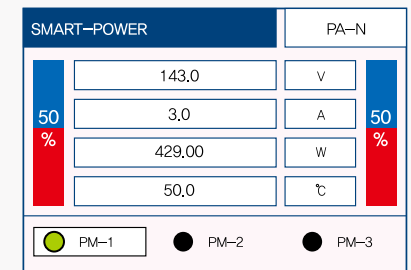 SMART-POWER PA-N
143.0 V
50 3.0 A 50
% 429.00 W %
50.0 ℃
PM-1 PM-2 PM-3